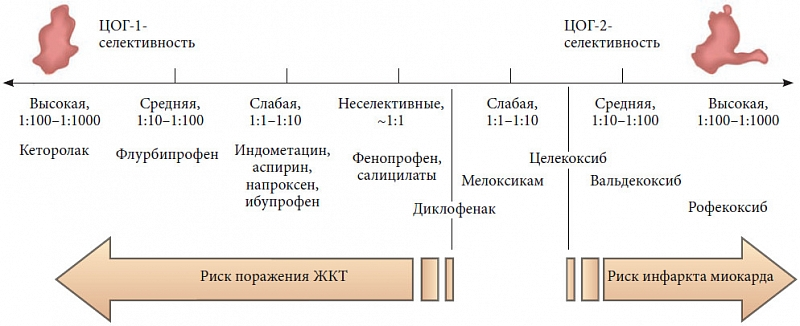 ЦОГ-1-
селективность
ЦОГ-2-
селективность
Высокая,
1:100–1:1000
Средняя,
1:10–1:100
Слабая,
1:1–1:10
Неселективные,
~1:1
Слабая,
1:1–1:10
Средняя,
1:10–1:100
Высокая,
1:100–1:1000
Кеторолак
Флурбипрофен
Индометацин,
аспирин,
напроксен,
ибупрофен
Фенопрофен,
салицилаты
Диклофенак
Мелоксикам
Целекоксиб
Вальдекоксиб
Рофекоксиб
Риск поражения ЖКТ
Риск инфаркта миокарда